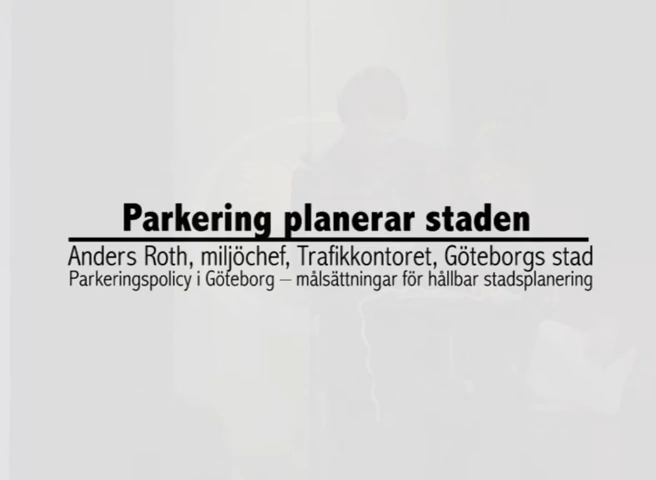 Parkering planerar staden
Anders Roth, miljöchef, Trafikkontoret, Göteborgs stad
Parkeringspolicy i Göteborg – målsättningar för hållbar stadsplanering